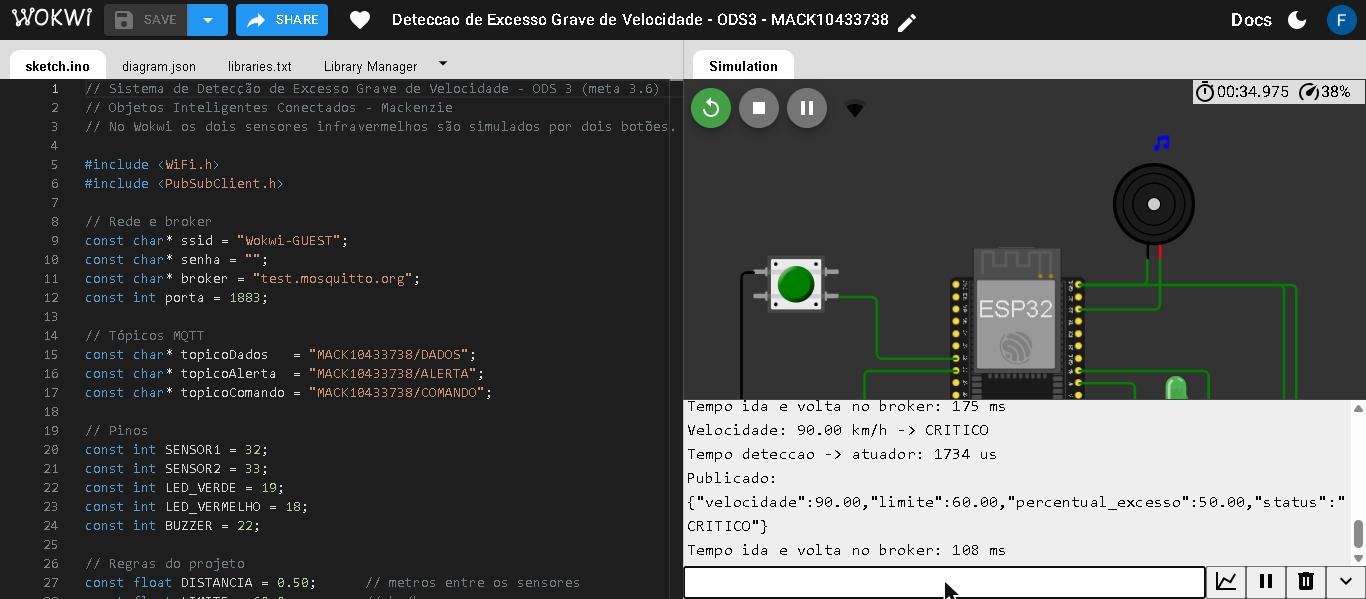 WOKWI SAVE SHARE Deteccao de Excesso Grave de Velocidade - ODS3 - MACK10433738 Docs F
sketch.ino diagram.json libraries.txt Library Manager
Simulation
1 // Sistema de Detecção de Excesso Grave de Velocidade - ODS 3 (meta 3.6)
2 // Objetos Inteligentes Conectados - Mackenzie
3 // No Wokwi os dois sensores infravermelhos são simulados por dois botões.
4
5 #include <WiFi.h>
6 #include <PubSubClient.h>
7
8 // Rede e broker
9 const char* ssid = "Wokwi-GUEST";
10 const char* senha = "";
11 const char* broker = "test.mosquitto.org";
12 const int porta = 1883;
13
14 // Tópicos MQTT
15 const char* topicoDados   = "MACK10433738/DADOS";
16 const char* topicoAlerta  = "MACK10433738/ALERTA";
17 const char* topicoComando = "MACK10433738/COMANDO";
18
19 // Pinos
20 const int SENSOR1 = 32;
21 const int SENSOR2 = 33;
22 const int LED_VERDE = 19;
23 const int LED_VERMELHO = 18;
24 const int BUZZER = 22;
25
26 // Regras do projeto
27 const float DISTANCIA = 0.50;      // metros entre os sensores
00:34.975 38%
ESP32
Tempo ida e volta no broker: 175 ms
Velocidade: 90.00 km/h -> CRITICO
Tempo deteccao -> atuador: 1734 us
Publicado:
{"velocidade":90.00,"limite":60.00,"percentual_excesso":50.00,"status":"
CRITICO"}
Tempo ida e volta no broker: 108 ms